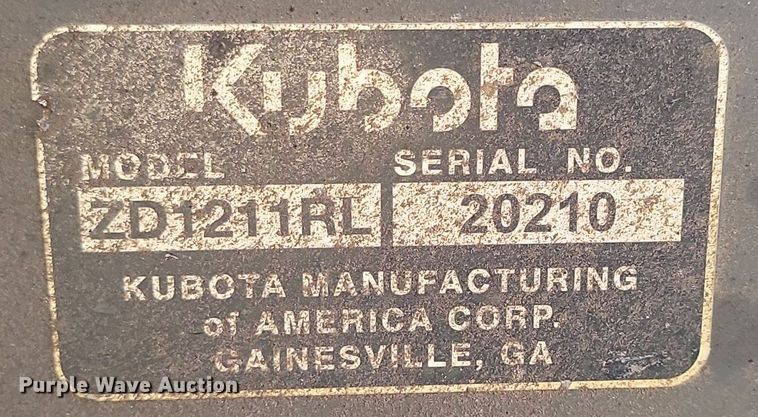 Kubota
MODEL SERIAL NO.
ZD1211RL 20210
KUBOTA MANUFACTURING
of AMERICA CORP.
GAINESVILLE, GA
Purple Wave Auction